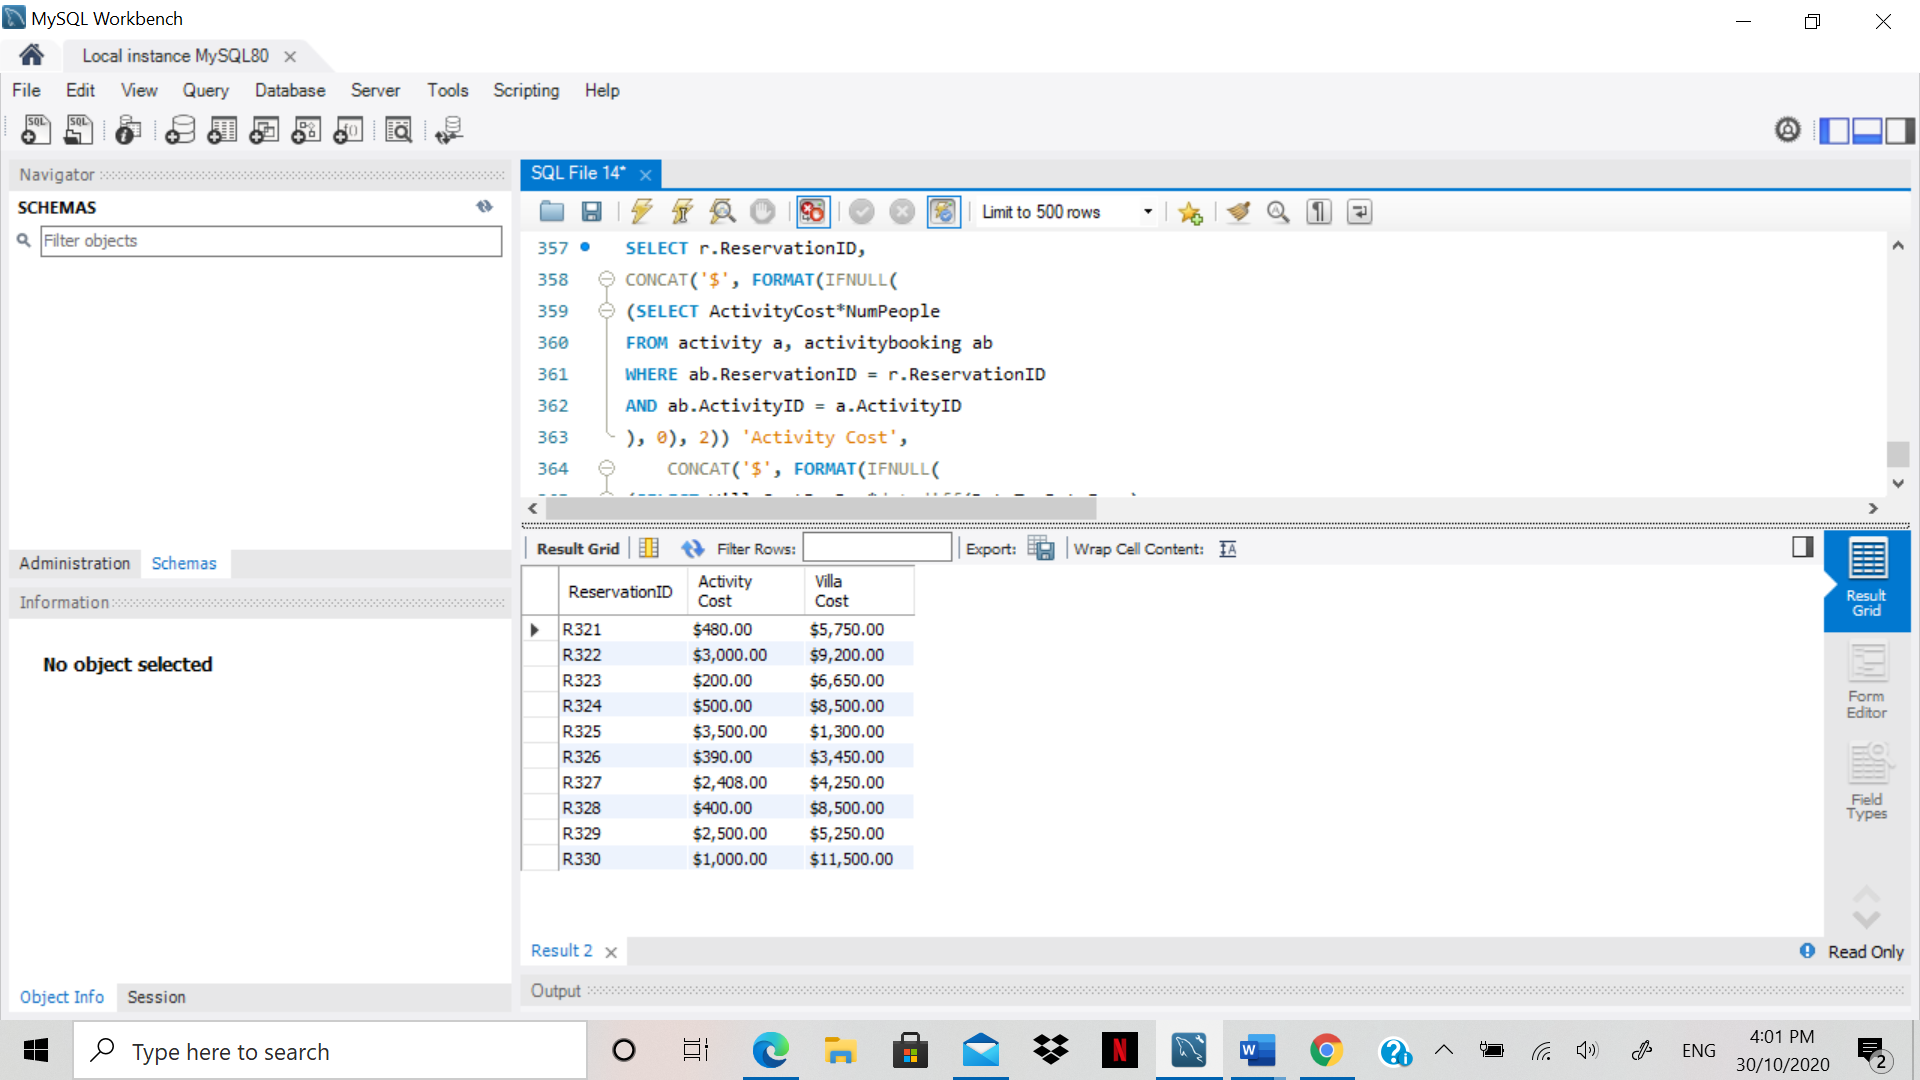 MySQL Workbench
Local instance MySQL80
File Edit View Query Database Server Tools Scripting Help
Navigator
SCHEMAS
Filter objects
Administration Schemas
Information
No object selected
Object Info Session
SQL File 14*
Limit to 500 rows
357 SELECT r.ReservationID,
358 CONCAT('$', FORMAT(IFNULL(
359 (SELECT ActivityCost*NumPeople
360 FROM activity a, activitybooking ab
361 WHERE ab.ReservationID = r.ReservationID
362 AND ab.ActivityID = a.ActivityID
363 ), 0), 2)) 'Activity Cost',
364 CONCAT('$', FORMAT(IFNULL(
Result Grid Filter Rows: Export: Wrap Cell Content:
ReservationID Activity Cost Villa Cost
R321 $480.00 $5,750.00
R322 $3,000.00 $9,200.00
R323 $200.00 $6,650.00
R324 $500.00 $8,500.00
R325 $3,500.00 $1,300.00
R326 $390.00 $3,450.00
R327 $2,408.00 $4,250.00
R328 $400.00 $8,500.00
R329 $2,500.00 $5,250.00
R330 $1,000.00 $11,500.00
Result
Grid
Form
Editor
Field
Types
Result 2
Read Only
Output
Type here to search
ENG
4:01 PM
30/10/2020
2